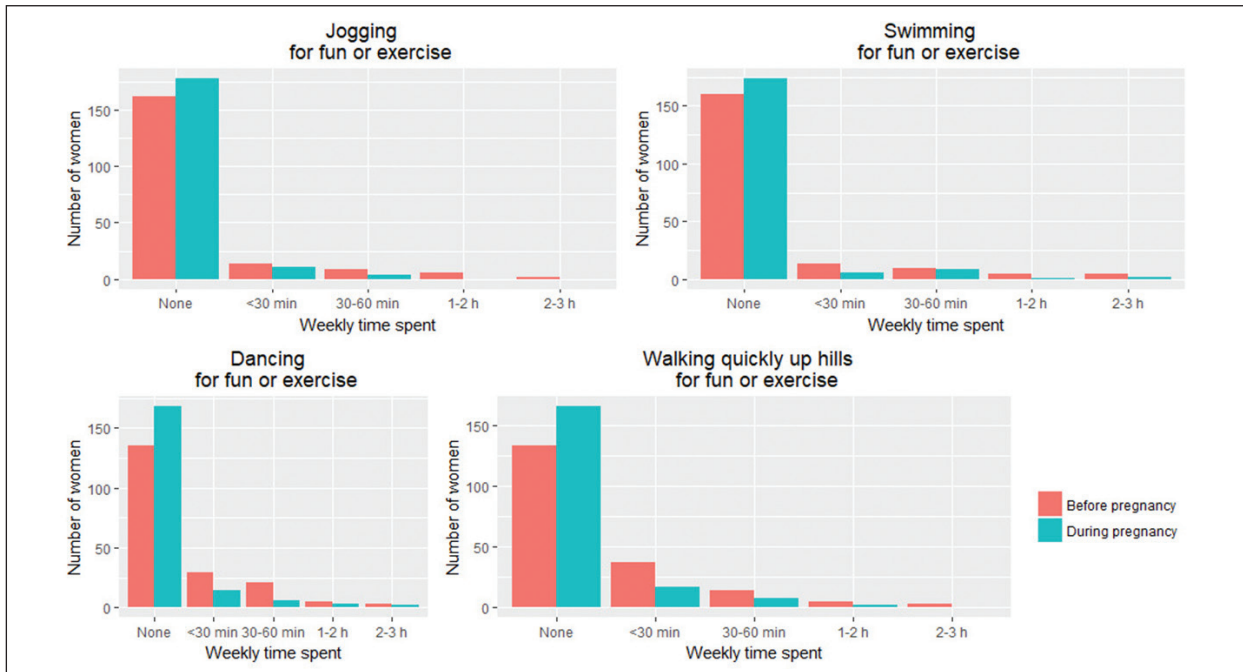 Jogging
for fun or exercise
Number of women
150
100
50
0
None <30 min 30-60 min 1-2 h 2-3 h
Weekly time spent
Swimming
for fun or exercise
Number of women
150
100
50
0
None <30 min 30-60 min 1-2 h 2-3 h
Weekly time spent
Dancing
for fun or exercise
Number of women
150
100
50
0
None <30 min 30-60 min 1-2 h 2-3 h
Weekly time spent
Walking quickly up hills
for fun or exercise
Number of women
150
100
50
0
None <30 min 30-60 min 1-2 h 2-3 h
Weekly time spent
Before pregnancy
During pregnancy